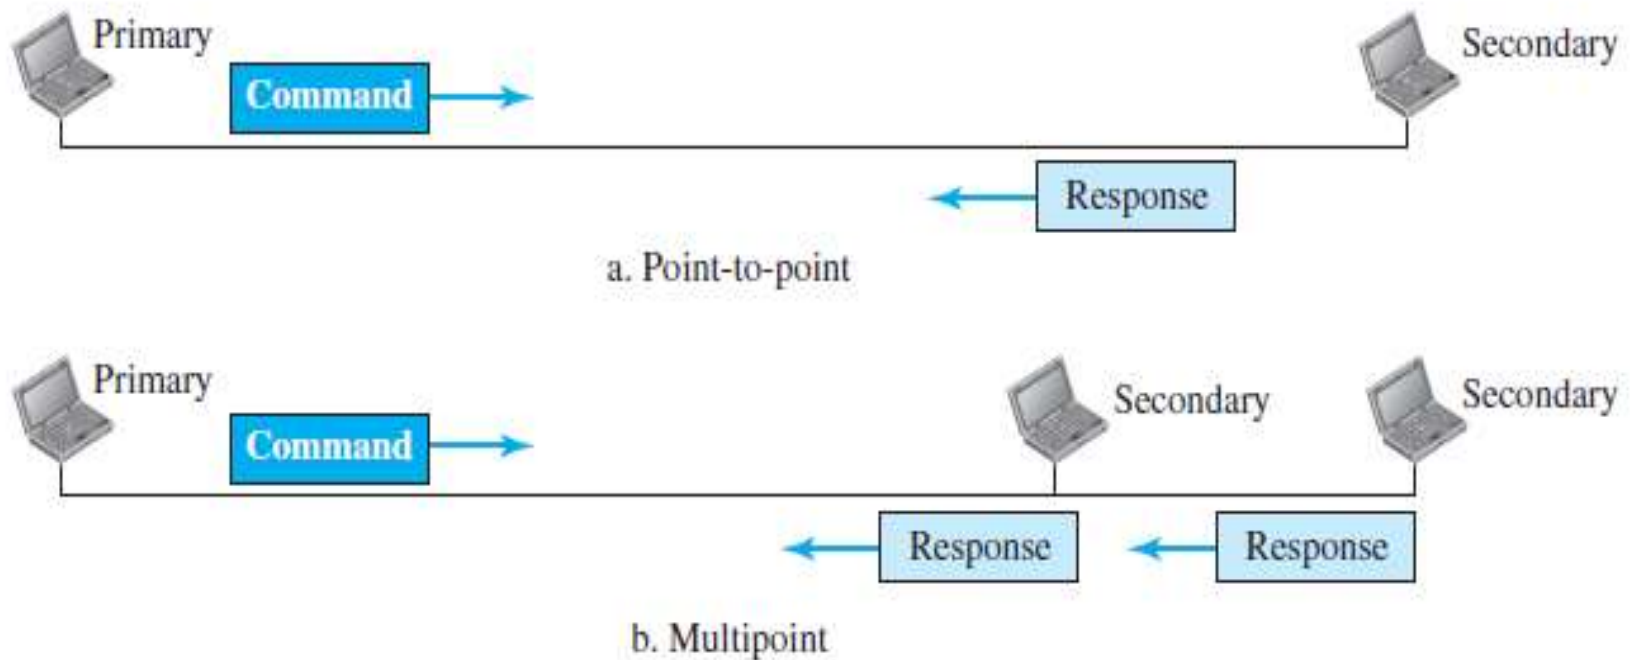 Primary
Secondary
Command
Response
a. Point-to-point
Primary
Secondary
Secondary
Command
Response
Response
b. Multipoint